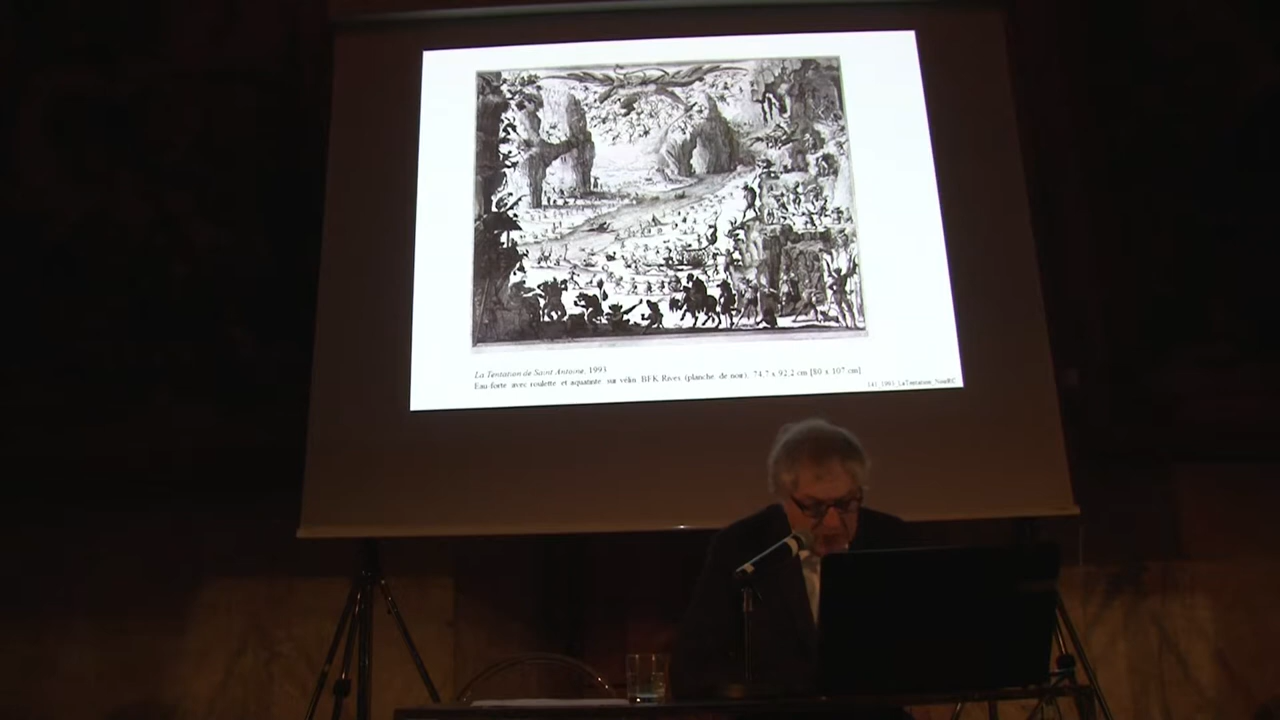 La Tentation de Saint Antoine, 1993
Eau-forte avec roulette et aquatinte sur vélin BFK Rives (planche de noir), 74,7 x 92,2 cm [80 x 107 cm]
141_1993_LaTentation_NoirRC